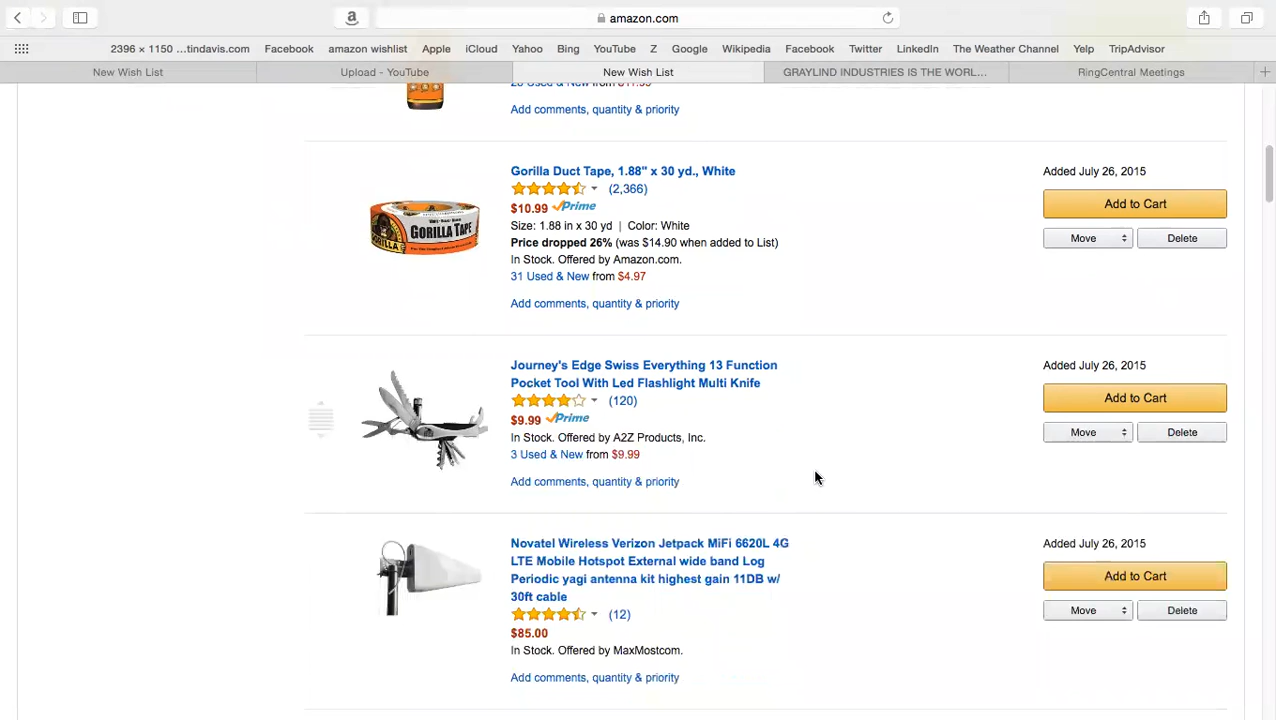 amazon.com
2396 × 1150 ...tindavis.com Facebook amazon wishlist Apple iCloud Yahoo Bing YouTube Z Google Wikipedia Facebook Twitter LinkedIn The Weather Channel Yelp TripAdvisor
New Wish List Upload - YouTube New Wish List GRAYLIND INDUSTRIES IS THE WORL... RingCentral Meetings
Add comments, quantity & priority
Gorilla Duct Tape, 1.88" x 30 yd., White
(2,366)
$10.99 Prime
Size: 1.88 in x 30 yd | Color: White
Price dropped 26% (was $14.90 when added to List)
In Stock. Offered by Amazon.com.
31 Used & New from $4.97
Add comments, quantity & priority
GORILLA TAPE
GORILLA
Added July 26, 2015
Add to Cart
Move Delete
Journey's Edge Swiss Everything 13 Function
Pocket Tool With Led Flashlight Multi Knife
(120)
$9.99 Prime
In Stock. Offered by A2Z Products, Inc.
3 Used & New from $9.99
Add comments, quantity & priority
Added July 26, 2015
Add to Cart
Move Delete
Novatel Wireless Verizon Jetpack MiFi 6620L 4G
LTE Mobile Hotspot External wide band Log
Periodic yagi antenna kit highest gain 11DB w/
30ft cable
(12)
$85.00
In Stock. Offered by MaxMostcom.
Add comments, quantity & priority
Added July 26, 2015
Add to Cart
Move Delete